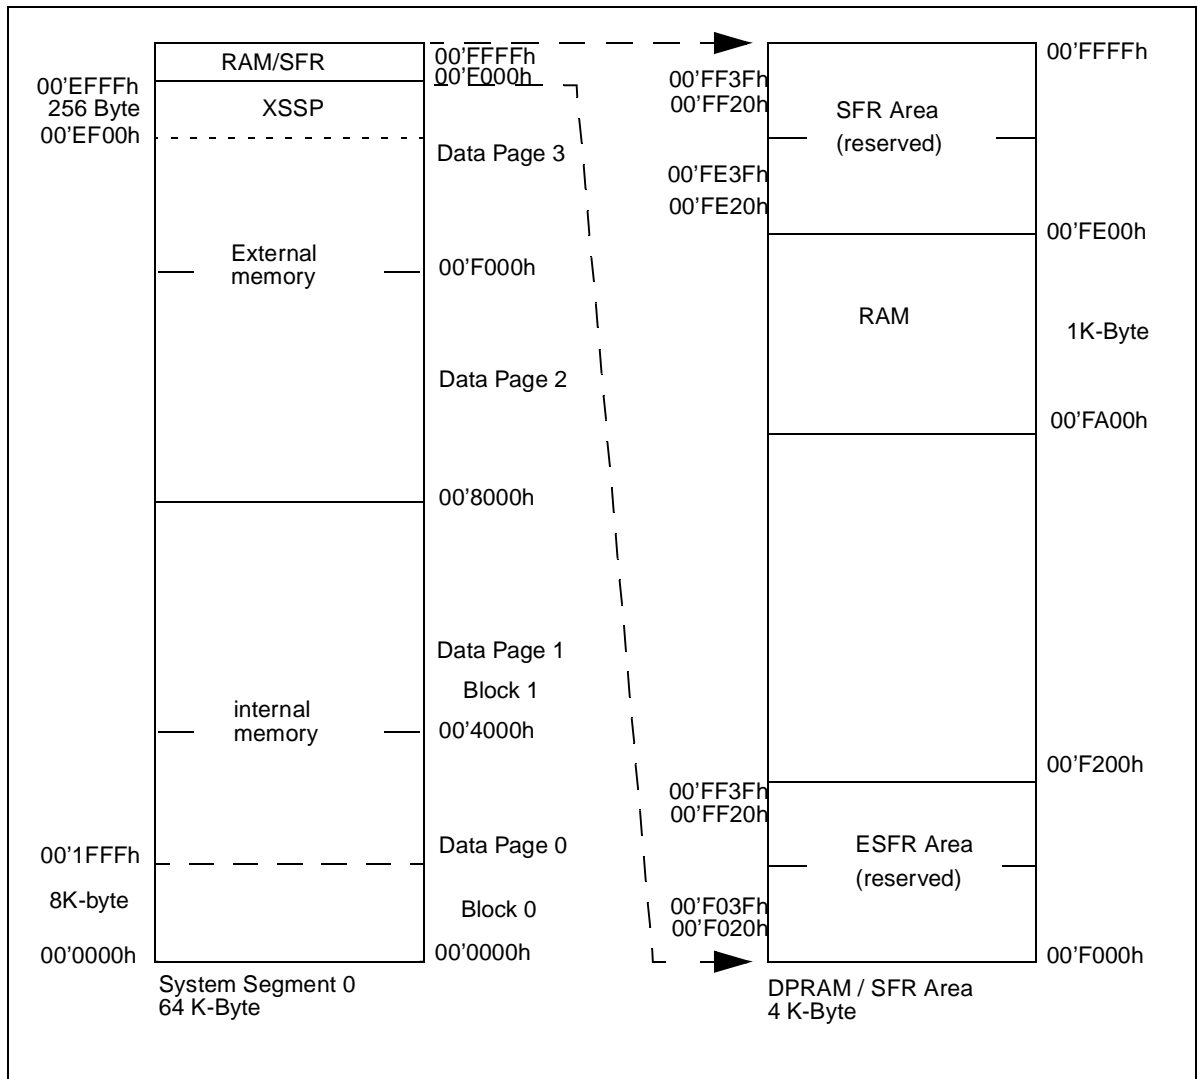 RAM/SFR
00'FFFFh
00'F000h
00'EFFFh
256 Byte
XSSP
00'EF00h
Data Page 3
External
memory
00'F000h
Data Page 2
00'8000h
Data Page 1
Block 1
internal
memory
00'4000h
00'1FFFh
Data Page 0
8K-byte
Block 0
00'0000h
00'0000h
System Segment 0
64 K-Byte
00'FFFFh
00'FF3Fh
00'FF20h
SFR Area
(reserved)
00'FE3Fh
00'FE20h
00'FE00h
RAM
1K-Byte
00'FA00h
00'F200h
00'FF3Fh
00'FF20h
ESFR Area
(reserved)
00'F03Fh
00'F020h
00'F000h
DPRAM / SFR Area
4 K-Byte